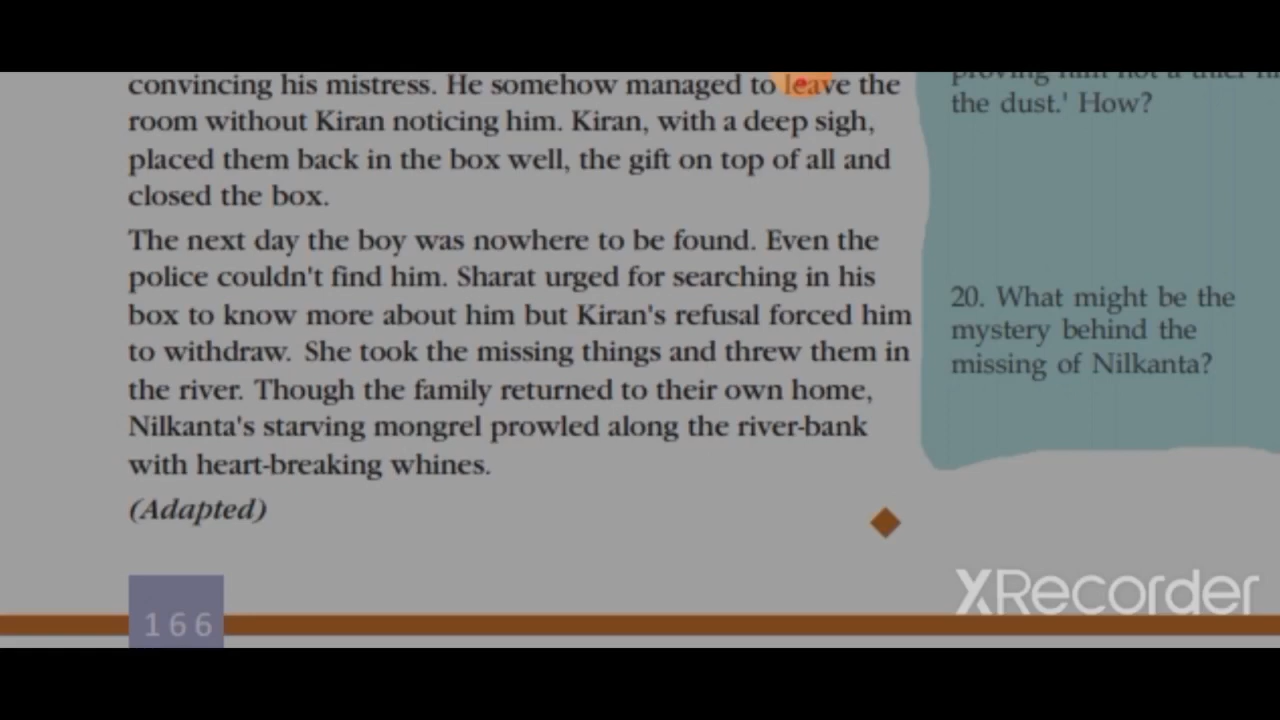 convincing his mistress. He somehow managed to leave the
room without Kiran noticing him. Kiran, with a deep sigh,
placed them back in the box well, the gift on top of all and
closed the box.
The next day the boy was nowhere to be found. Even the
police couldn't find him. Sharat urged for searching in his
box to know more about him but Kiran's refusal forced him
to withdraw. She took the missing things and threw them in
the river. Though the family returned to their own home,
Nilkanta's starving mongrel prowled along the river-bank
with heart-breaking whines.
(Adapted)
proving him not a thief
the dust.' How?
20. What might be the
mystery behind the
missing of Nilkanta?
XRecorder
166